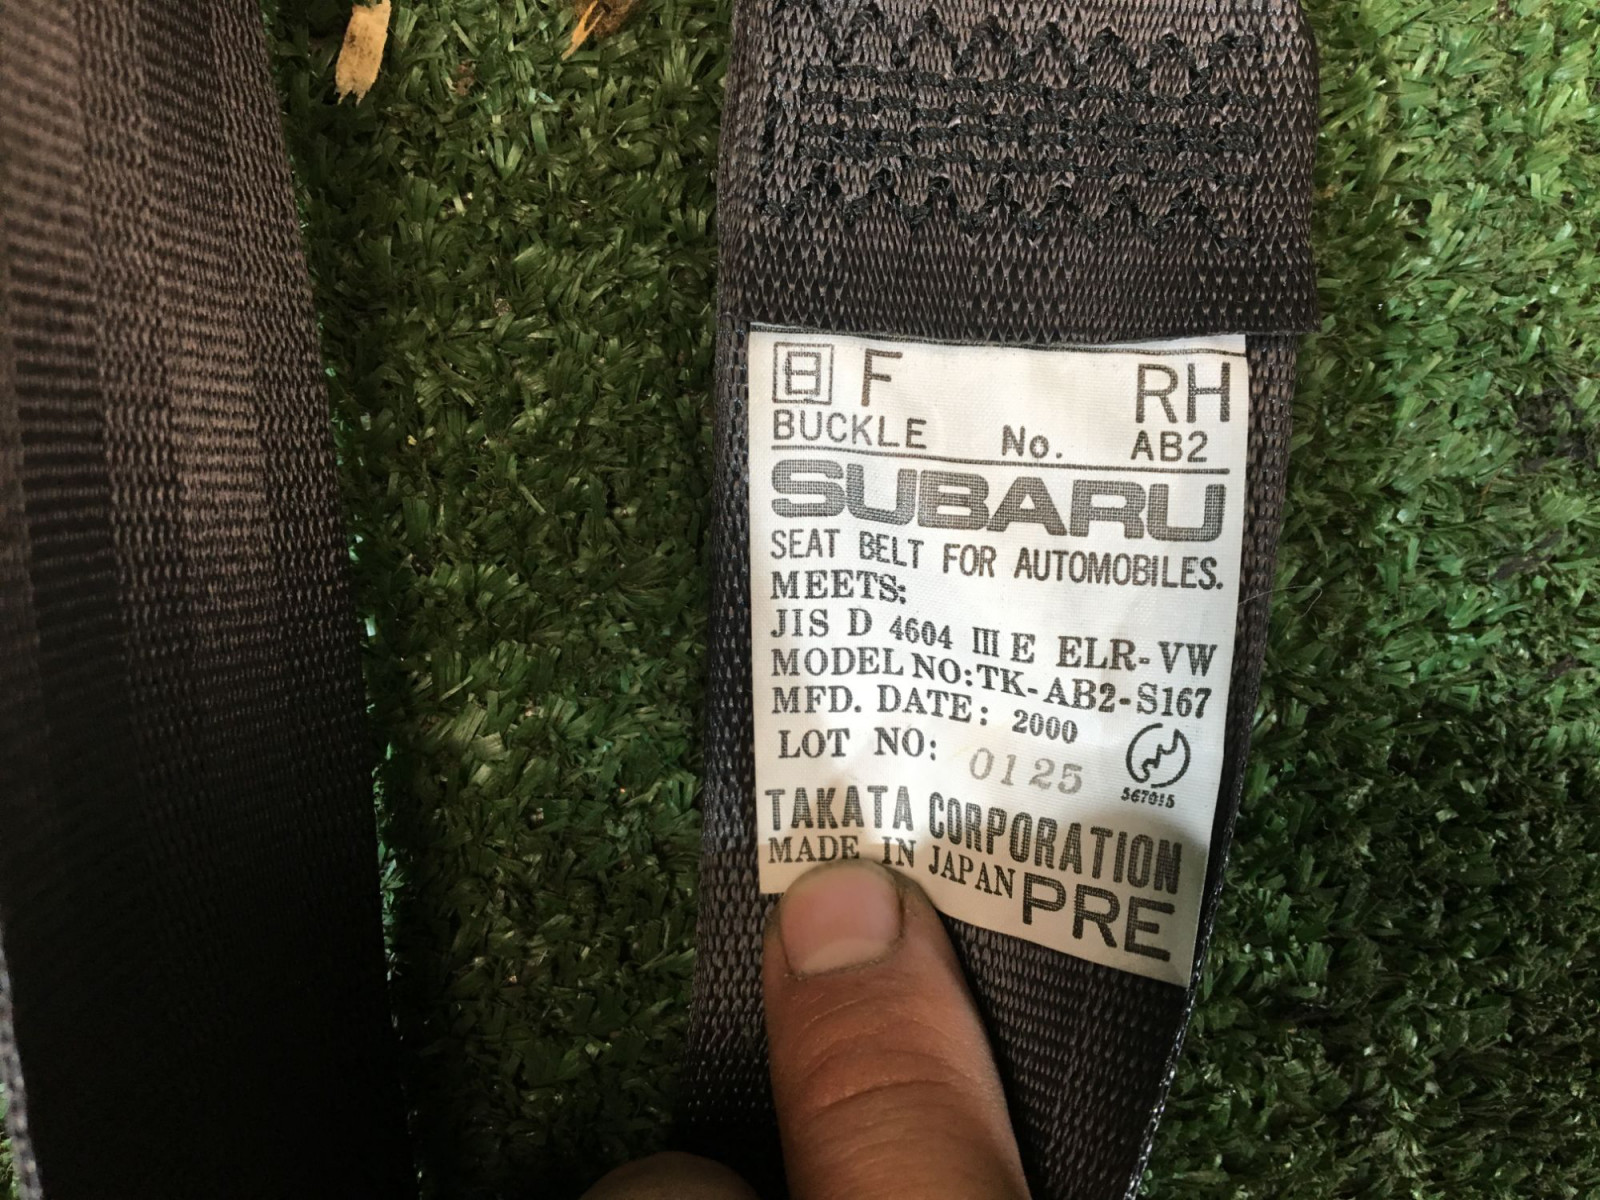 日 F RH
BUCKLE No. AB2
SUBARU
SEAT BELT FOR AUTOMOBILES.
MEETS:
JIS D 4604 III E ELR-VW
MODEL NO:TK-AB2-S167
MFD. DATE: 2000
LOT NO: 0125
567015
TAKATA CORPORATION
MADE IN JAPAN PRE